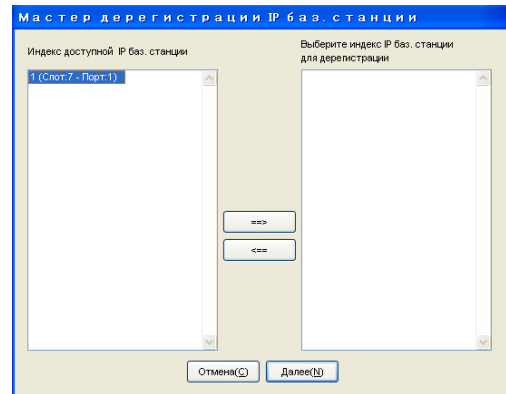 Мастер дерегистрации IP баз.станции
Индекс доступной IP баз. станции
Выберите индекс IP баз. станции
для дерегистрации
1 (Слот:7 - Порт:1)
==>
<==
Отмена(C)
Далее(N)